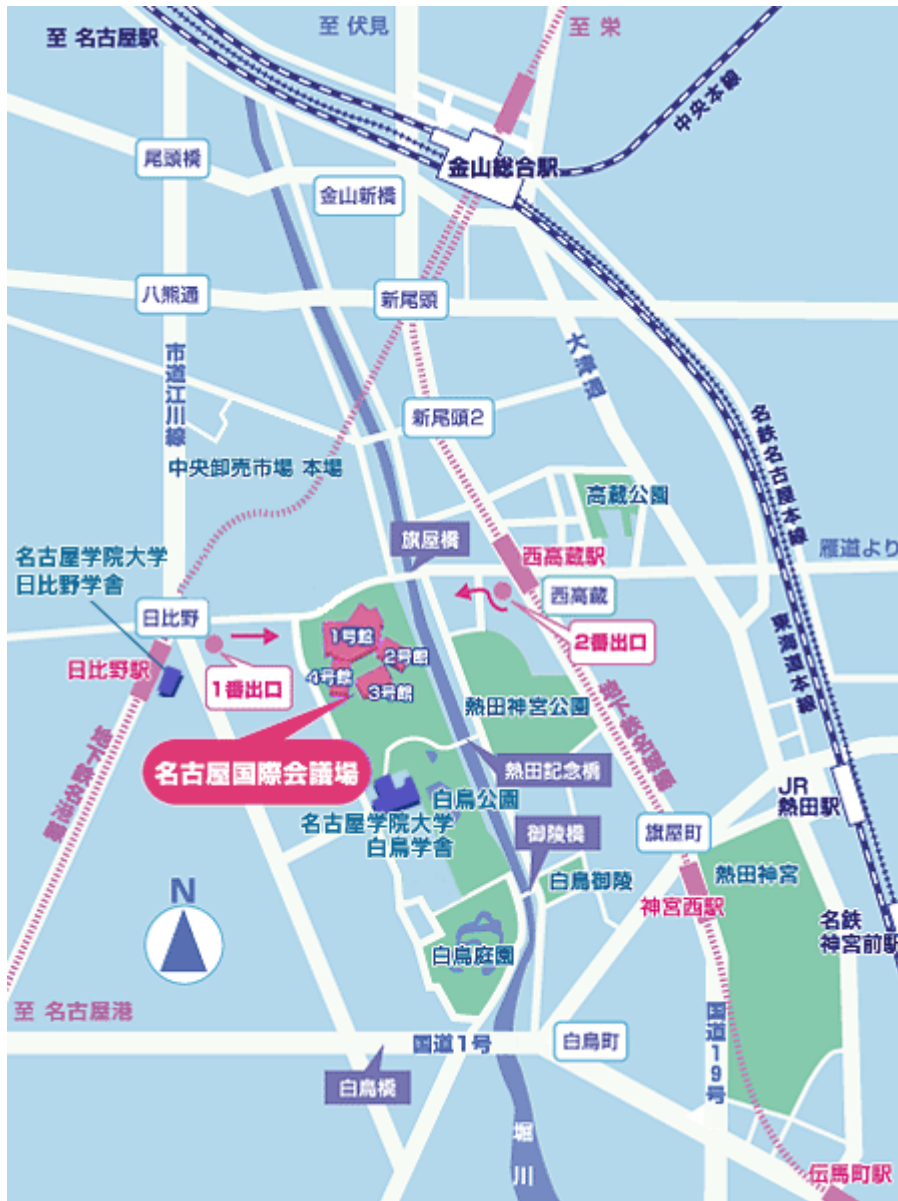 至 名古屋駅
至 伏見
至 栄
中央本線
尾頭橋
金山総合駅
金山新橋
八熊通
新尾頭
市道江川線
大津通
新尾頭2
名鉄名古屋本線
中央卸売市場 本場
高蔵公園
旗屋橋
西高蔵駅
雁道より
名古屋学院大学
日比野学舎
日比野
西高蔵
1号館
2号館
2番出口
日比野駅
4号館
3号館
1番出口
東海道本線
熱田神宮公園
地下鉄名城線
名古屋国際会議場
熱田記念橋
地下鉄名港線
白鳥公園
JR
熱田駅
名古屋学院大学
白鳥学舎
御陵橋
旗屋町
熱田神宮
白鳥御陵
神宮西駅
N
名鉄
神宮前駅
白鳥庭園
至 名古屋港
国道1号
白鳥町
国道19号
白鳥橋
堀川
伝馬町駅